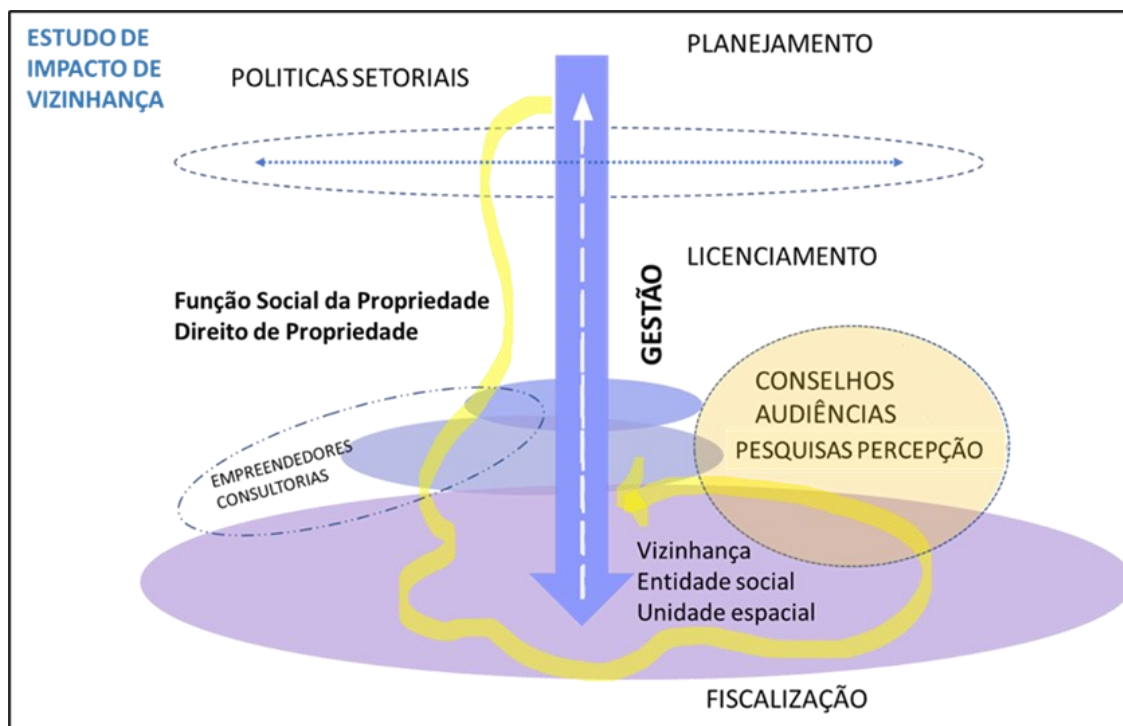 ESTUDO DE
IMPACTO DE
VIZINHANÇA
POLITICAS SETORIAIS
PLANEJAMENTO
LICENCIAMENTO
Função Social da Propriedade
Direito de Propriedade
GESTÃO
CONSELHOS
AUDIÊNCIAS
PESQUISAS PERCEPÇÃO
EMPREENDEDORES
CONSULTORIAS
Vizinhança
Entidade social
Unidade espacial
FISCALIZAÇÃO